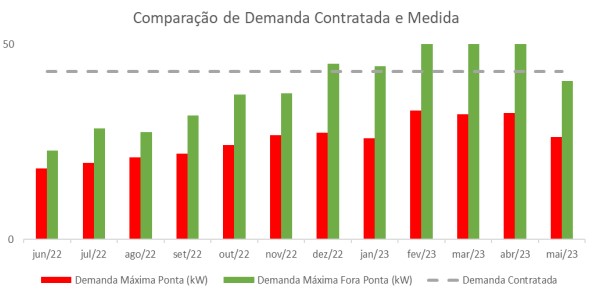 Comparação de Demanda Contratada e Medida
50
0
jun/22 jul/22 ago/22 set/22 out/22 nov/22 dez/22 jan/23 fev/23 mar/23 abr/23 mai/23
Demanda Máxima Ponta (kW) Demanda Máxima Fora Ponta (kW) Demanda Contratada